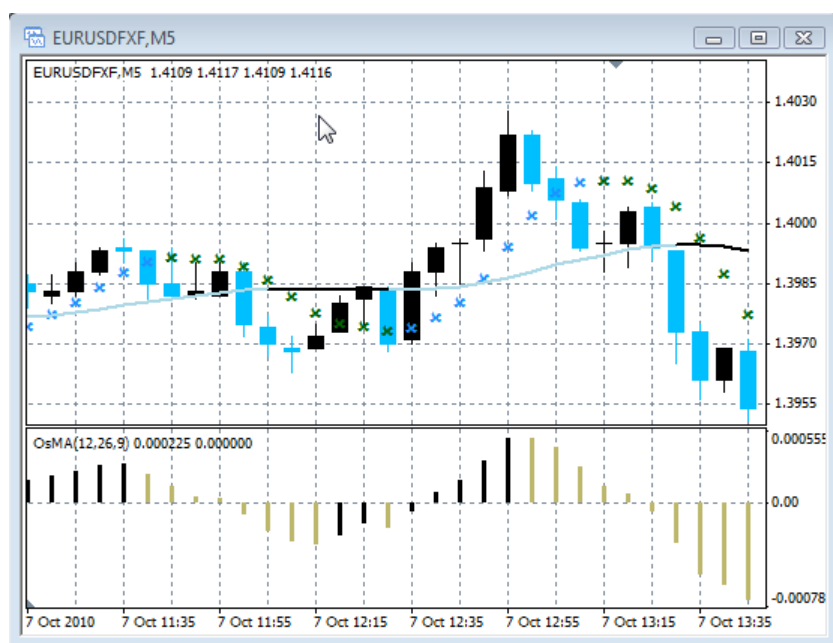 EURUSDFXF,M5
EURUSDFXF,M5 1.4109 1.4117 1.4109 1.4116
1.4030
1.4015
1.4000
1.3985
1.3970
1.3955
OsMA(12,26,9) 0.000225 0.000000
0.000555
0.00
-0.00078
7 Oct 2010 7 Oct 11:35 7 Oct 11:55 7 Oct 12:15 7 Oct 12:35 7 Oct 12:55 7 Oct 13:15 7 Oct 13:35